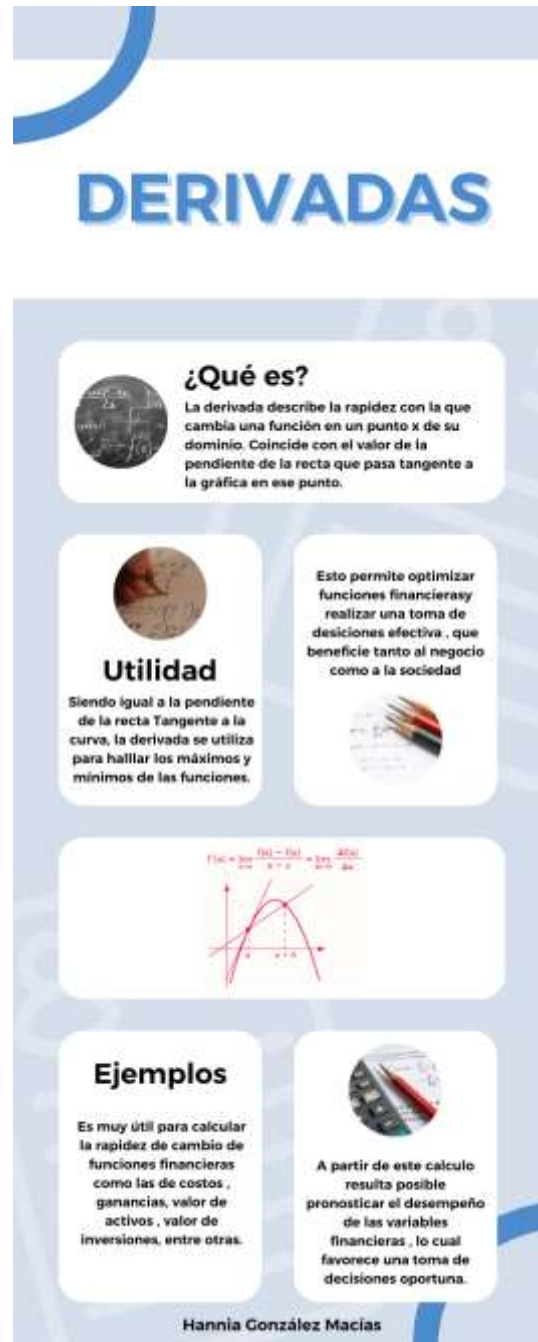 DERIVADAS
¿Qué es?
La derivada describe la rapidez con la que
cambia una función en un punto x de su
dominio. Coincide con el valor de la
pendiente de la recta que pasa tangente a
la gráfica en ese punto.
Utilidad
Siendo igual a la pendiente
de la recta Tangente a la
curva, la derivada se utiliza
para halllar los máximos y
mínimos de las funciones.
Esto permite optimizar
funciones financierasy
realizar una toma de
desiciones efectiva , que
beneficie tanto al negocio
como a la sociedad
Ejemplos
Es muy útil para calcular
la rapidez de cambio de
funciones financieras
como las de costos ,
ganancias, valor de
activos , valor de
inversiones, entre otras.
A partir de este calculo
resulta posible
pronosticar el desempeño
de las variables
financieras , lo cual
favorece una toma de
decisiones oportuna.
Hannia González Macías